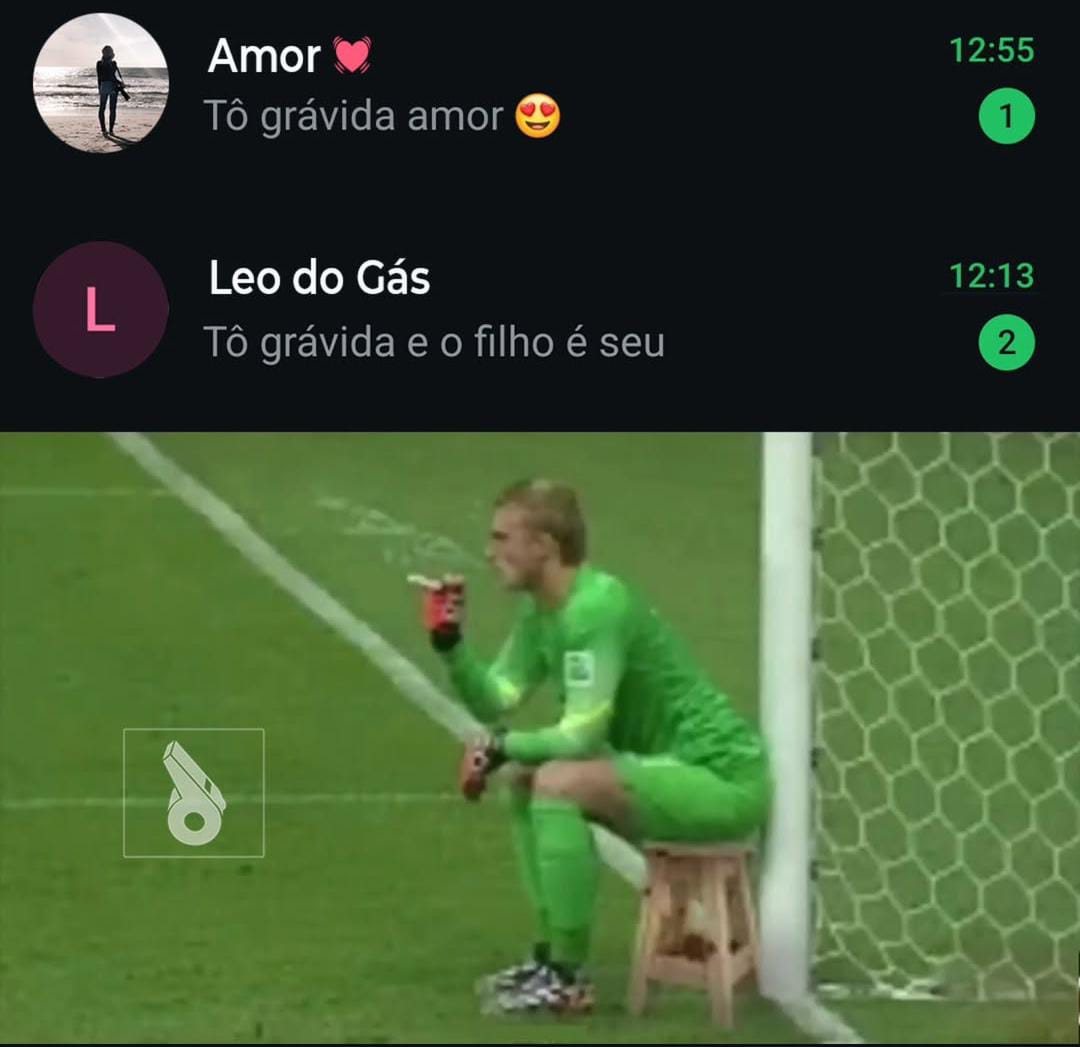 Amor 💓
12:55
Tô grávida amor 😍
1
L
Leo do Gás
12:13
Tô grávida e o filho é seu
2